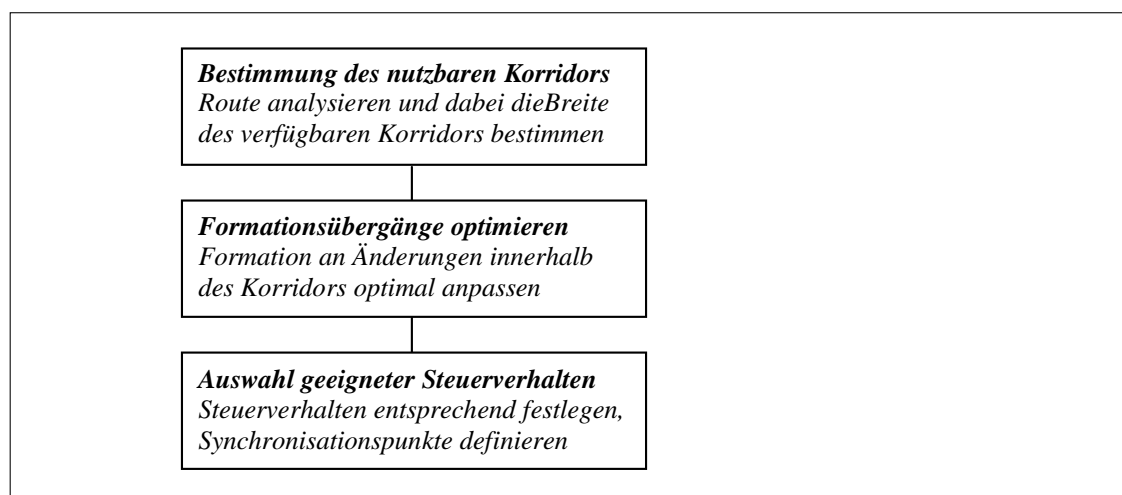 Bestimmung des nutzbaren Korridors
Route analysieren und dabei dieBreite
des verfügbaren Korridors bestimmen
Formationsübergänge optimieren
Formation an Änderungen innerhalb
des Korridors optimal anpassen
Auswahl geeigneter Steuerverhalten
Steuerverhalten entsprechend festlegen,
Synchronisationspunkte definieren